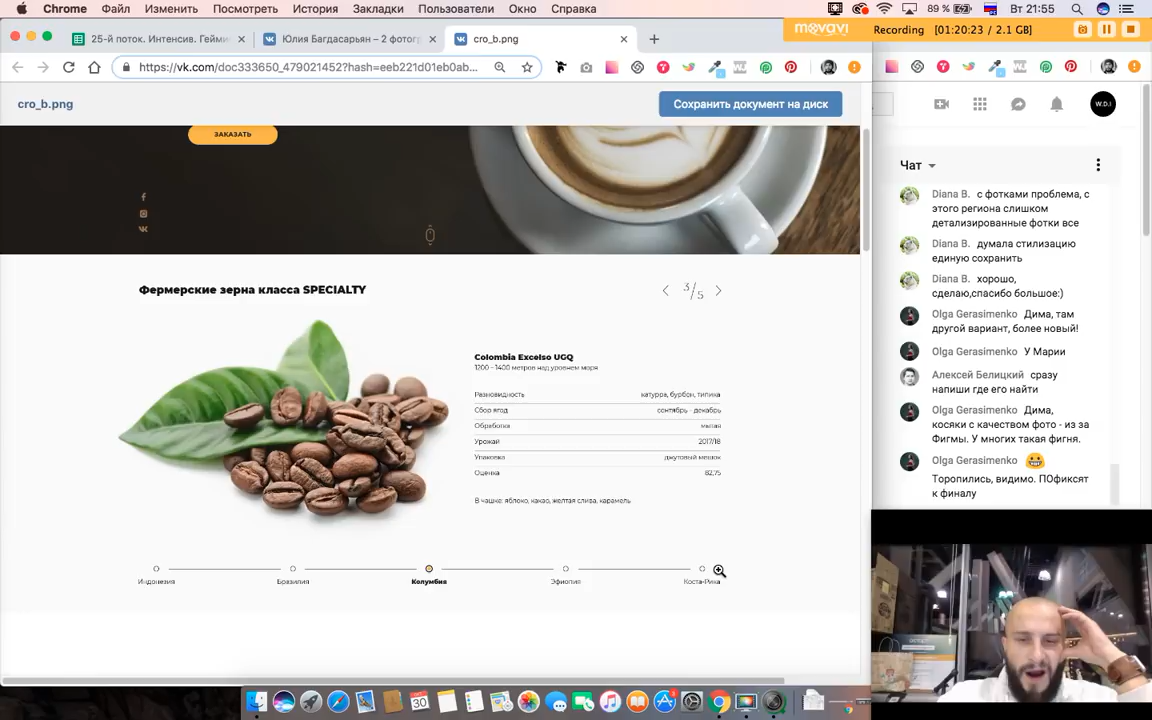 Chrome Файл Изменить Посмотреть История Закладки Пользователи Окно Справка
89 % Вт 21:55
movavi Recording [01:20:23 / 2.1 GB]
25-й поток. Интенсив. Гейми
Юлия Багдасарьян – 2 фотог
cro_b.png
https://vk.com/doc333650_479021452?hash=eeb221d01eb0ab...
cro_b.png
Сохранить документ на диск
ЗАКАЗАТЬ
Фермерские зерна класса SPECIALTY
3/5
Colombia Excelso UGQ
1200 - 1400 метров над уровнем моря
Разновидность катурра, бурбон, типика
Сбор ягод сентябрь - декабрь
Обработка мытая
Урожай 2017/18
Упаковка джутовый мешок
Оценка 82,75
В чашке: яблоко, какао, желтая слива, карамель
Индонезия Бразилия Колумбия Эфиопия Коста-Рика
W.D.I
Чат
Diana B. с фотками проблема, с
этого региона слишком
детализированные фотки все
Diana B. думала стилизацию
единую сохранить
Diana B. хорошо,
сделаю,спасибо большое:)
Olga Gerasimenko Дима, там
другой вариант, более новый!
Olga Gerasimenko У Марии
Алексей Белицкий сразу
напиши где его найти
Olga Gerasimenko Дима,
косяки с качеством фото - из за
Фигмы. У многих такая фигня.
Olga Gerasimenko
Торопились, видимо. ПОфиксят
к финалу
30